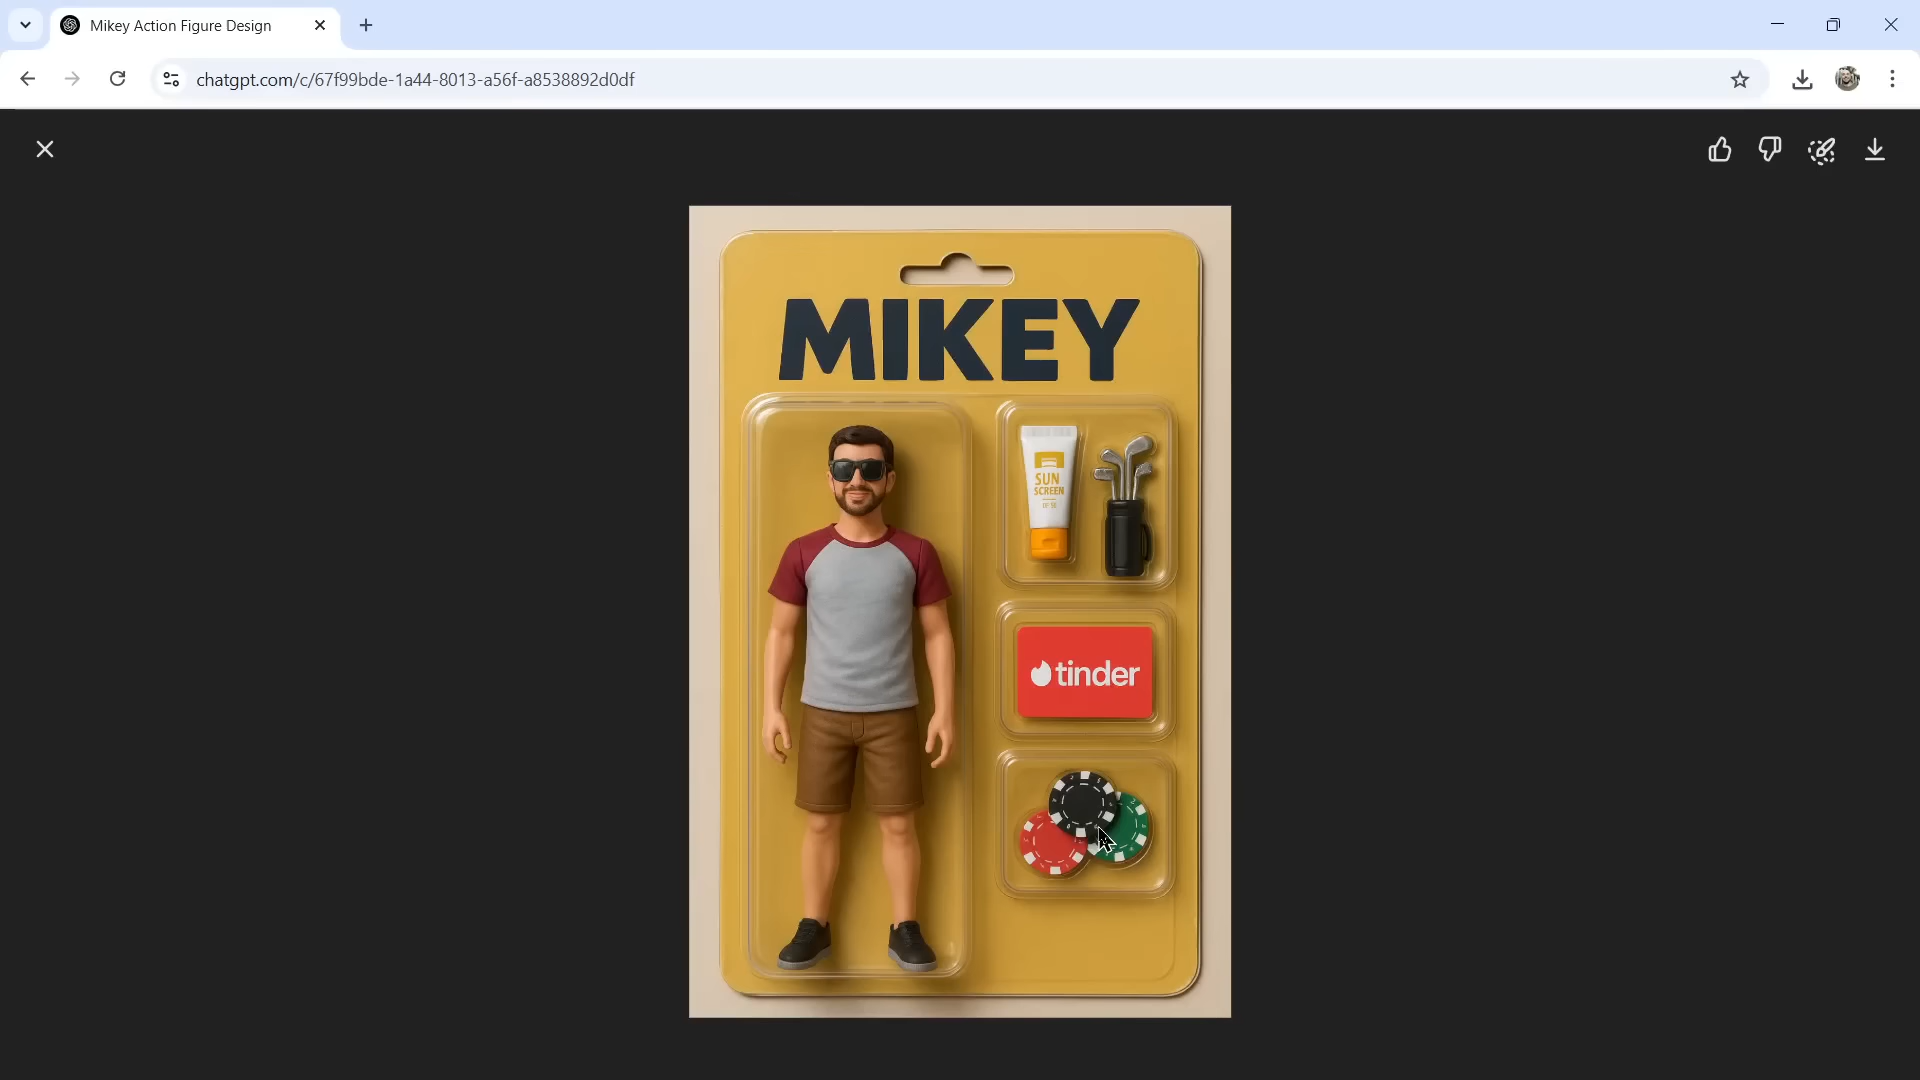 Mikey Action Figure Design
chatgpt.com/c/67f99bde-1a44-8013-a56f-a8538892d0df
MIKEY
SUN
SCREEN
tinder